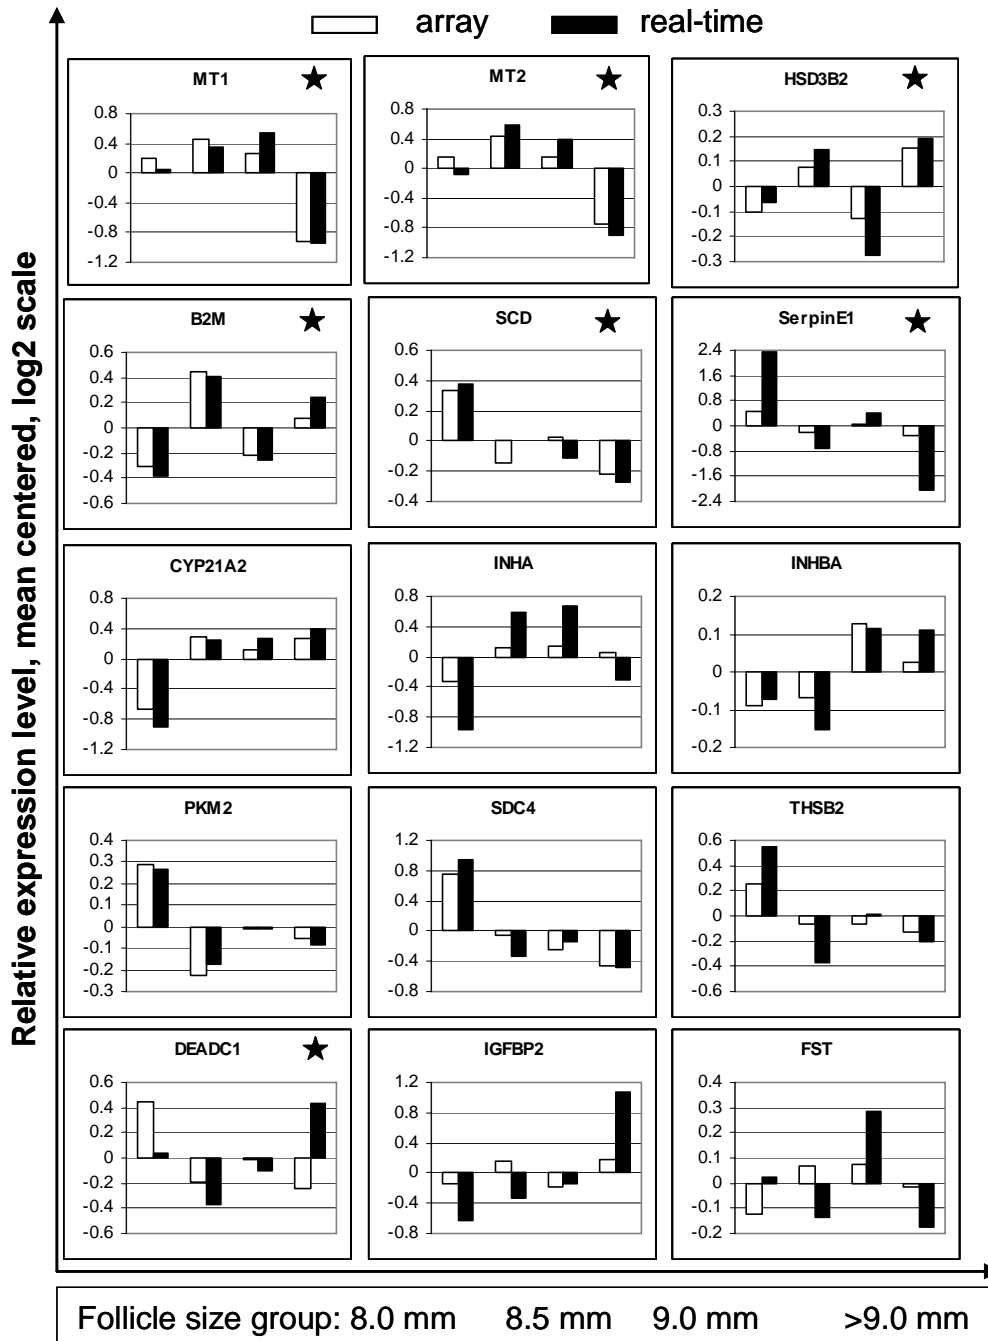 array real-time
MT1 MT2 HSD3B2
0.8 0.8 0.3
0.4 0.4 0.2
0 0 0.1
-0.4 -0.4 0
-0.8 -0.8 -0.1
-1.2 -1.2 -0.2
-0.3
B2M SCD SerpinE1
0.6 0.6 2.4
0.4 0.4 1.6
0.2 0.2 0.8
0 0 0
-0.2 -0.2 -0.8
-0.4 -0.4 -1.6
-0.6 -2.4
CYP21A2 INHA INHBA
0.8 0.8 0.2
0.4 0.4 0.1
0 0 0
-0.4 -0.4 -0.1
-0.8 -0.8 -0.2
-1.2 -1.2
PKM2 SDC4 THSB2
0.4 1.2 0.6
0.3 0.8 0.4
0.2 0.4 0.2
0.1 0 0
0 -0.4 -0.2
-0.1 -0.8 -0.4
-0.2 -0.6
-0.3
DEADC1 IGFBP2 FST
0.6 1.2 0.4
0.4 0.8 0.3
0.2 0.4 0.2
0 0 0.1
-0.2 -0.4 0
-0.4 -0.8 -0.1
-0.6 -0.2
Relative expression level, mean centered, log2 scale
Follicle size group: 8.0 mm 8.5 mm 9.0 mm >9.0 mm